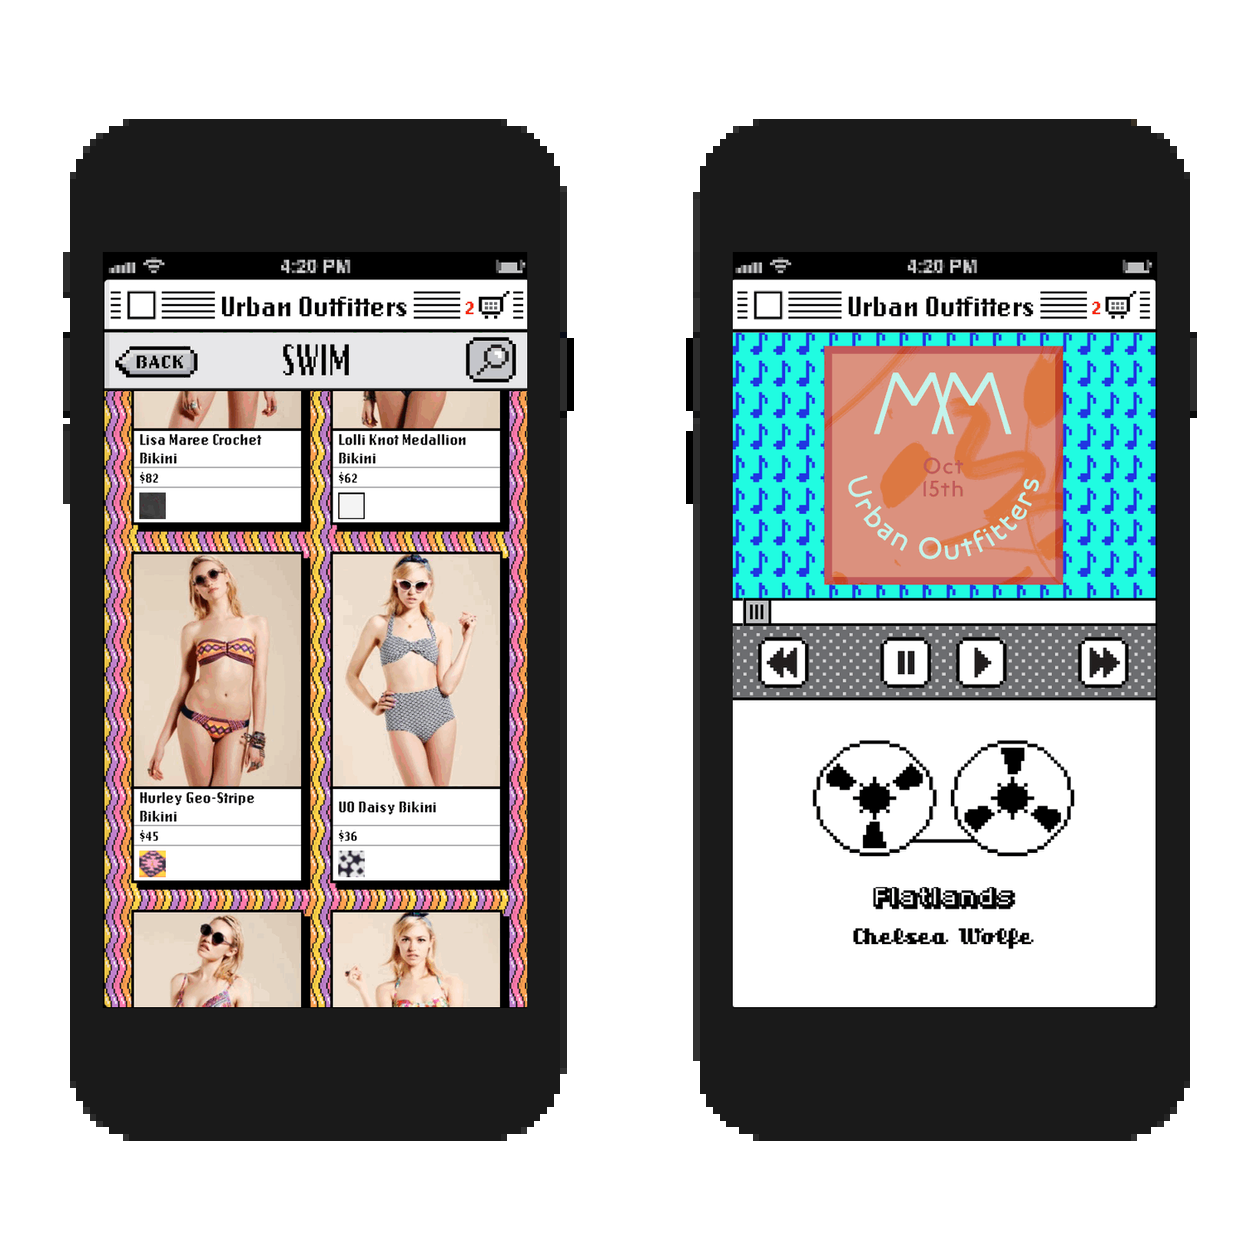 4:20 PM
Urban Outfitters
2
BACK
SWIM
Lisa Maree Crochet
Bikini
$82
Lolli Knot Medallion
Bikini
$62
Hurley Geo-Stripe
Bikini
$45
UO Daisy Bikini
$36
4:20 PM
Urban Outfitters
2
MM
Oct
15th
Urban Outfitters
Flatlands
Chelsea Wolfe